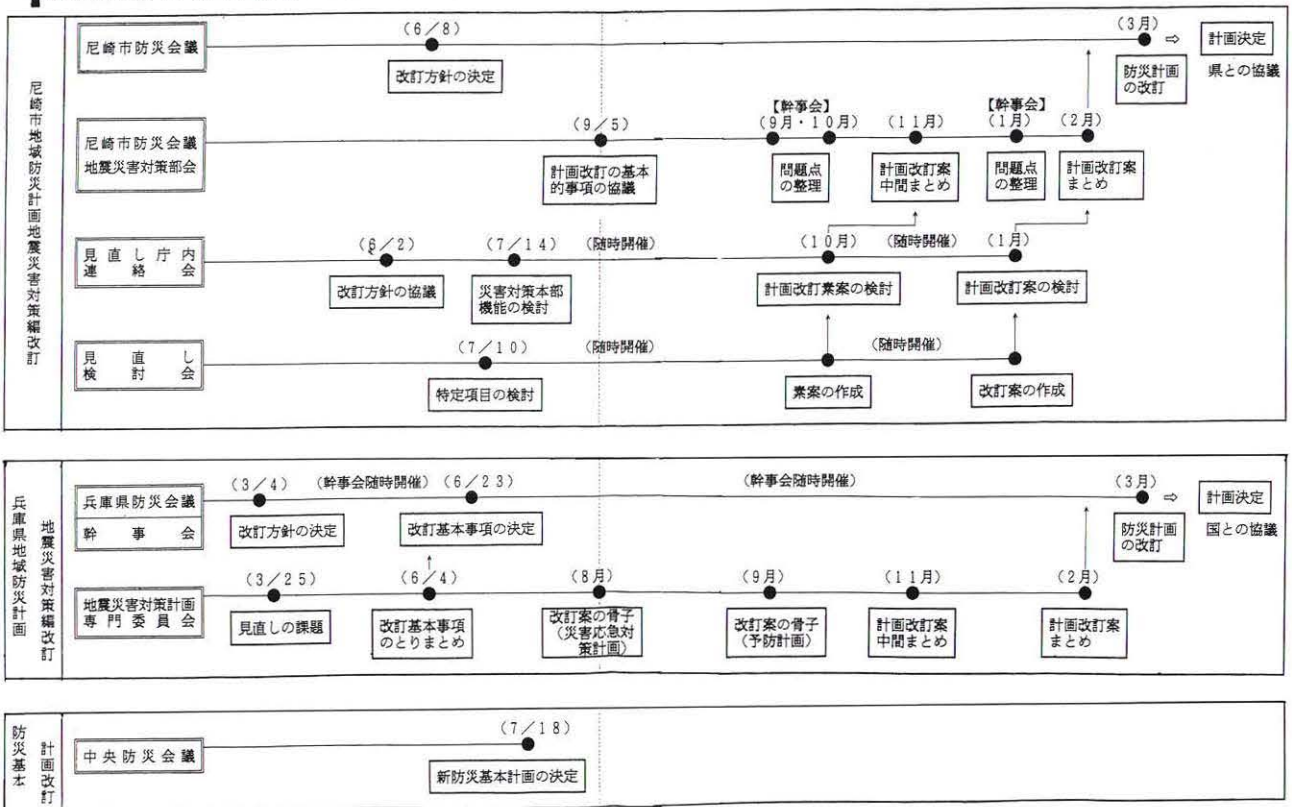 尼崎市地域防災計画地震災害対策編改訂
尼崎市防災会議
(6/8)
改訂方針の決定
(3月)
⇨
防災計画
の改訂
計画決定
県との協議
尼崎市防災会議
地震災害対策部会
(9/5)
計画改訂の基本
的事項の協議
【幹事会】
(9月・10月)
問題点
の整理
(11月)
計画改訂案
中間まとめ
【幹事会】
(1月)
問題点
の整理
(2月)
計画改訂案
まとめ
見直し庁内
連絡会
(6/2)
改訂方針の協議
(7/14)
災害対策本部
機能の検討
(随時開催)
(10月)
計画改訂素案の検討
(随時開催)
(1月)
計画改訂案の検討
見直し
検討会
(7/10)
特定項目の検討
(随時開催)
素案の作成
(随時開催)
改訂案の作成
兵庫県地域防災計画
地震災害対策編改訂
兵庫県防災会議
幹事会
(3/4)
改訂方針の決定
(幹事会随時開催)
(6/23)
改訂基本事項の決定
(幹事会随時開催)
(3月)
⇨
防災計画
の改訂
計画決定
国との協議
地震災害対策計画
専門委員会
(3/25)
見直しの課題
(6/4)
改訂基本事項
のとりまとめ
(8月)
改訂案の骨子
(災害応急対
策計画)
(9月)
改訂案の骨子
(予防計画)
(11月)
計画改訂案
中間まとめ
(2月)
計画改訂案
まとめ
防災基本
計画改訂
中央防災会議
(7/18)
新防災基本計画の決定